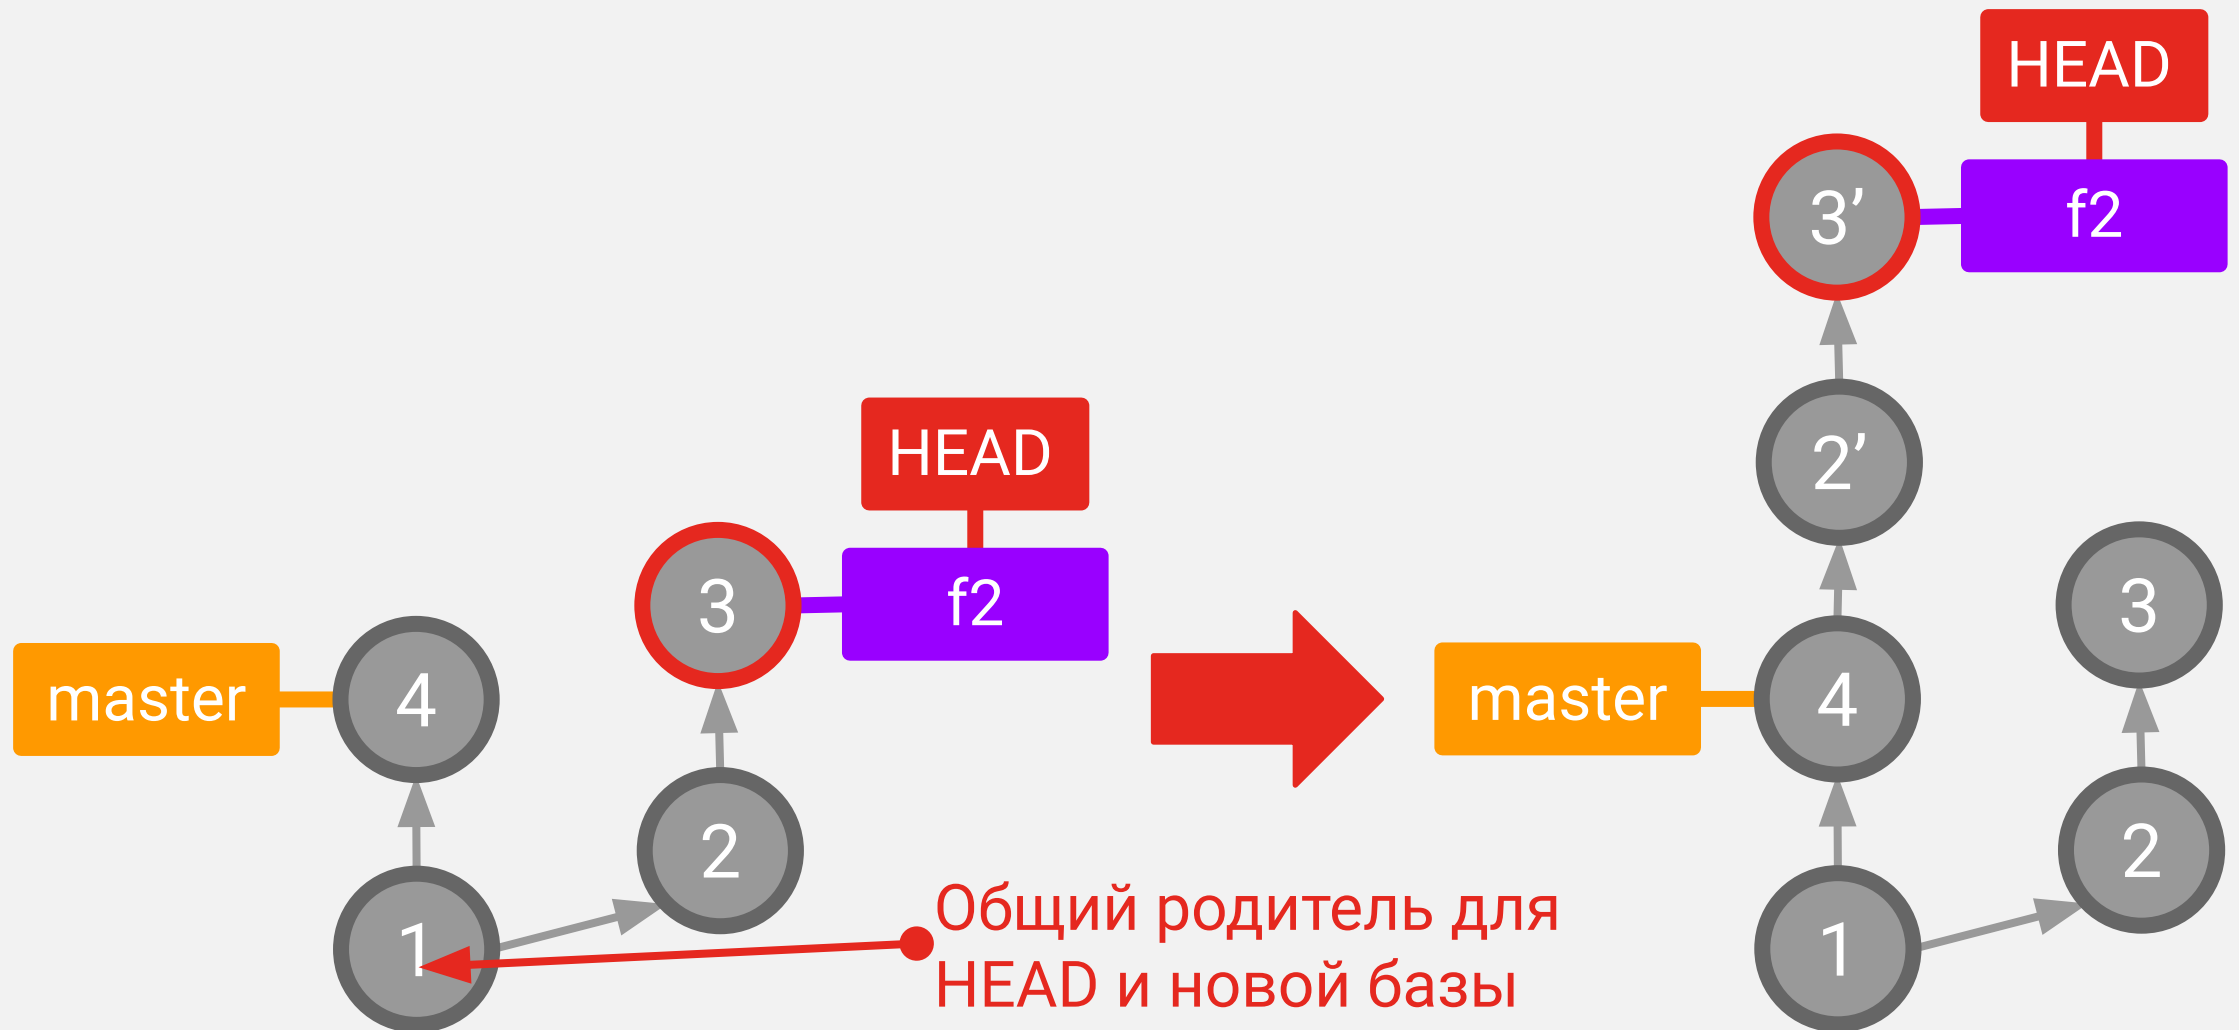 HEAD
3’
f2
2’
HEAD
3
f2
3
master
4
master
4
2
2
1
Общий родитель для
HEAD и новой базы
1